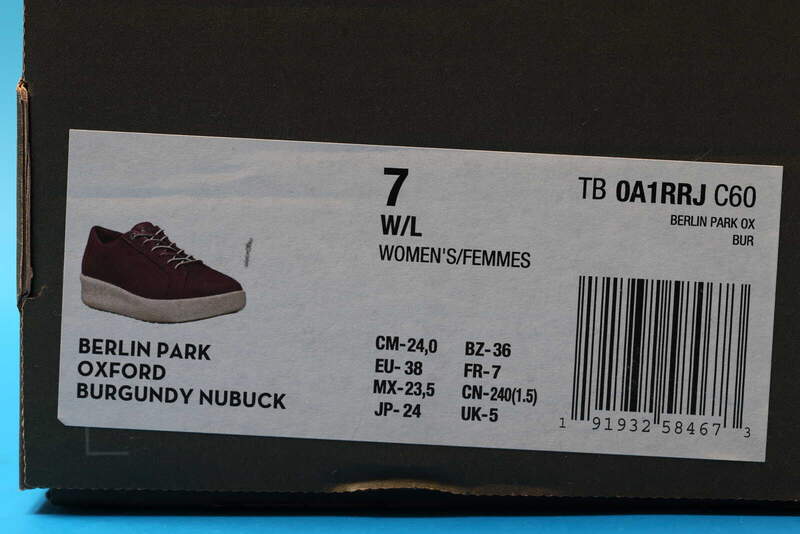 7
W/L
WOMEN'S/FEMMES
TB 0A1RRJ C60
BERLIN PARK OX
BUR
BERLIN PARK
OXFORD
BURGUNDY NUBUCK
CM-24,0 BZ-36
EU-38 FR-7
MX-23,5 CN-240(1.5)
JP-24 UK-5
1 91932 58467 3